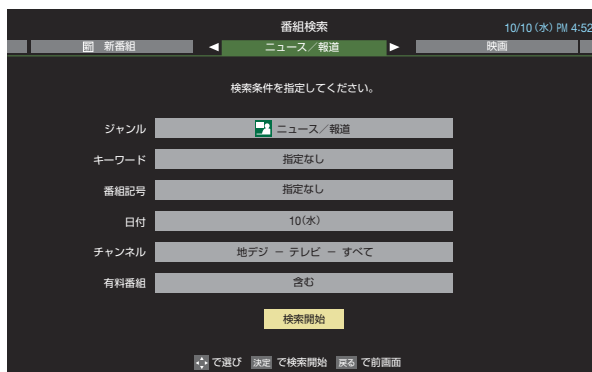 番組検索 10/10(水) PM 4:52
新番組 ◀ ニュース／報道 ▶ 映画
検索条件を指定してください。
ジャンル ニュース／報道
キーワード 指定なし
番組記号 指定なし
日付 10(水)
チャンネル 地デジ － テレビ － すべて
有料番組 含む
検索開始
で選び 決定 で検索開始 戻る で前画面